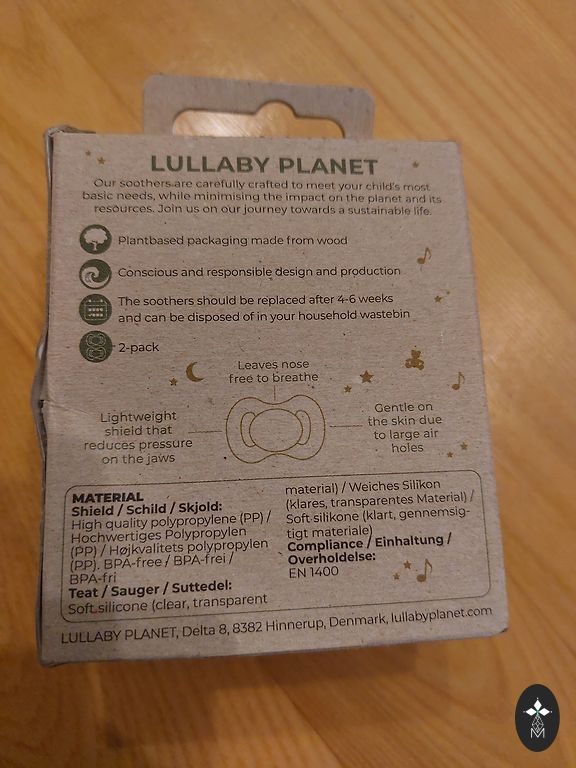 LULLABY PLANET
Our soothers are carefully crafted to meet your child's most
basic needs, while minimising the impact on the planet and its
resources. Join us on our journey towards a sustainable life.
Plantbased packaging made from wood
Conscious and responsible design and production
The soothers should be replaced after 4-6 weeks
and can be disposed of in your household wastebin
2-pack
Leaves nose
free to breathe
Lightweight
shield that
reduces pressure
on the jaws
Gentle on
the skin due
to large air
holes
MATERIAL
Shield / Schild / Skjold:
High quality polypropylene (PP) /
Hochwertiges Polypropylen
(PP) / Højkvalitets polypropylen
(PP). BPA-free / BPA-frei /
BPA-fri
Teat / Sauger / Suttedel:
Soft silicone (clear, transparent
material) / Weiches Silikon
(klares, transparentes Material) /
Soft silikone (klart, gennemsig-
tigt materiale)
Compliance / Einhaltung /
Overholdelse:
EN 1400
LULLABY PLANET, Delta 8, 8382 Hinnerup, Denmark, lullabyplanet.com
M